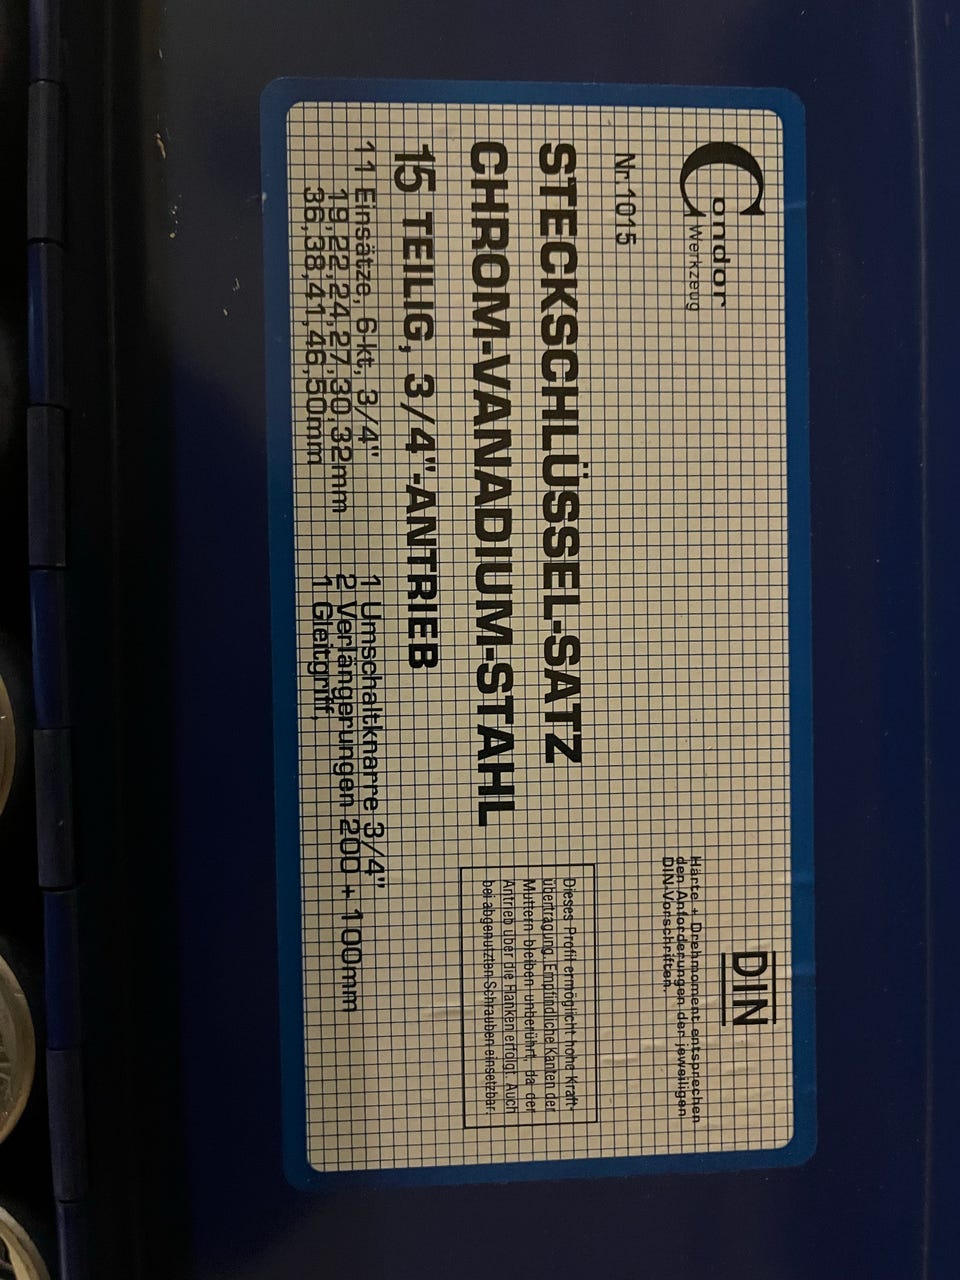 Condor
Werkzeug
Nr. 1015
DIN
Härte + Drehmoment entsprechen
den Anforderungen der jeweiligen
DIN-Vorschriften.
STECKSCHLÜSSEL-SATZ
CHROM-VANADIUM-STAHL
15 TEILIG, 3/4"-ANTRIEB
Dieses Profil ermöglicht hohe Kraft-
übertragung. Empfindliche Kanten der
Muttern bleiben unberührt, da der
Antrieb über die Flanken erfolgt. Auch
bei abgenutzten Schrauben einsetzbar.
11 Einsätze, 6-kt, 3/4"
19,22,24,27,30,32mm
36,38,41,46,50mm
1 Umschaltknarre 3/4"
2 Verlängerungen 200 + 100mm
1 Gleitgriff,